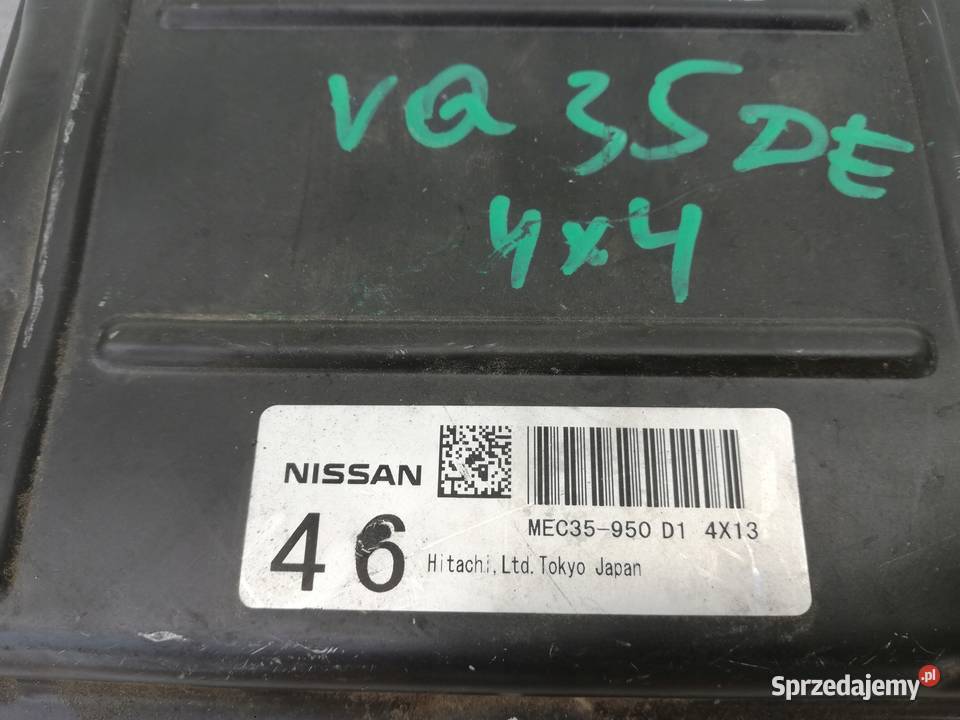 VQ 35DE
4x4
NISSAN
MEC35-950 D1 4X13
46
Hitachi,Ltd.Tokyo Japan
Sprzedajemy.pl